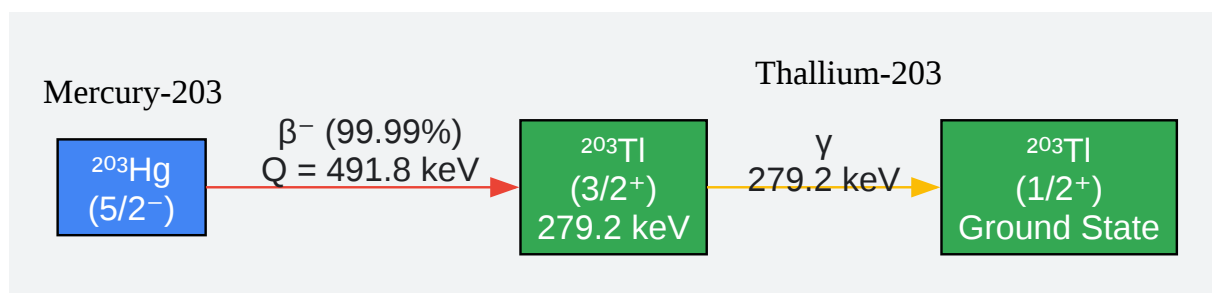 Mercury-203
²⁰³Hg
(5/2⁻)
β⁻ (99.99%)
Q = 491.8 keV
²⁰³Tl
(3/2⁺)
279.2 keV
Thallium-203
γ
279.2 keV
²⁰³Tl
(1/2⁺)
Ground State